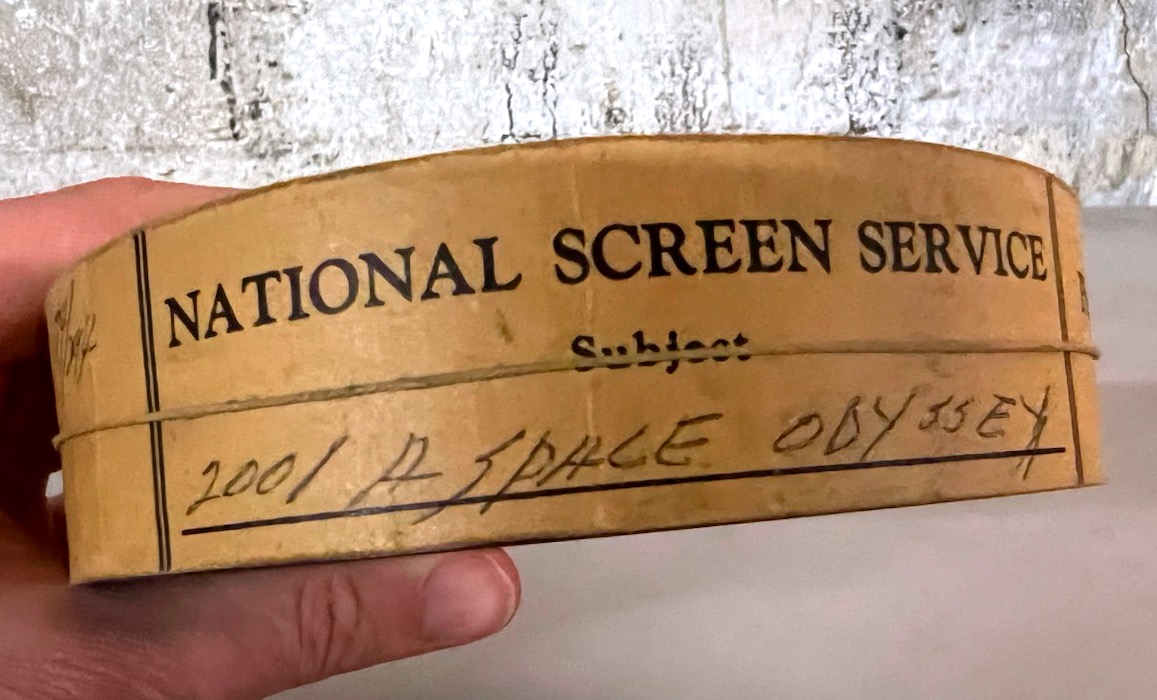 NATIONAL SCREEN SERVICE
Subject
2001 A SPACE ODYSSEY